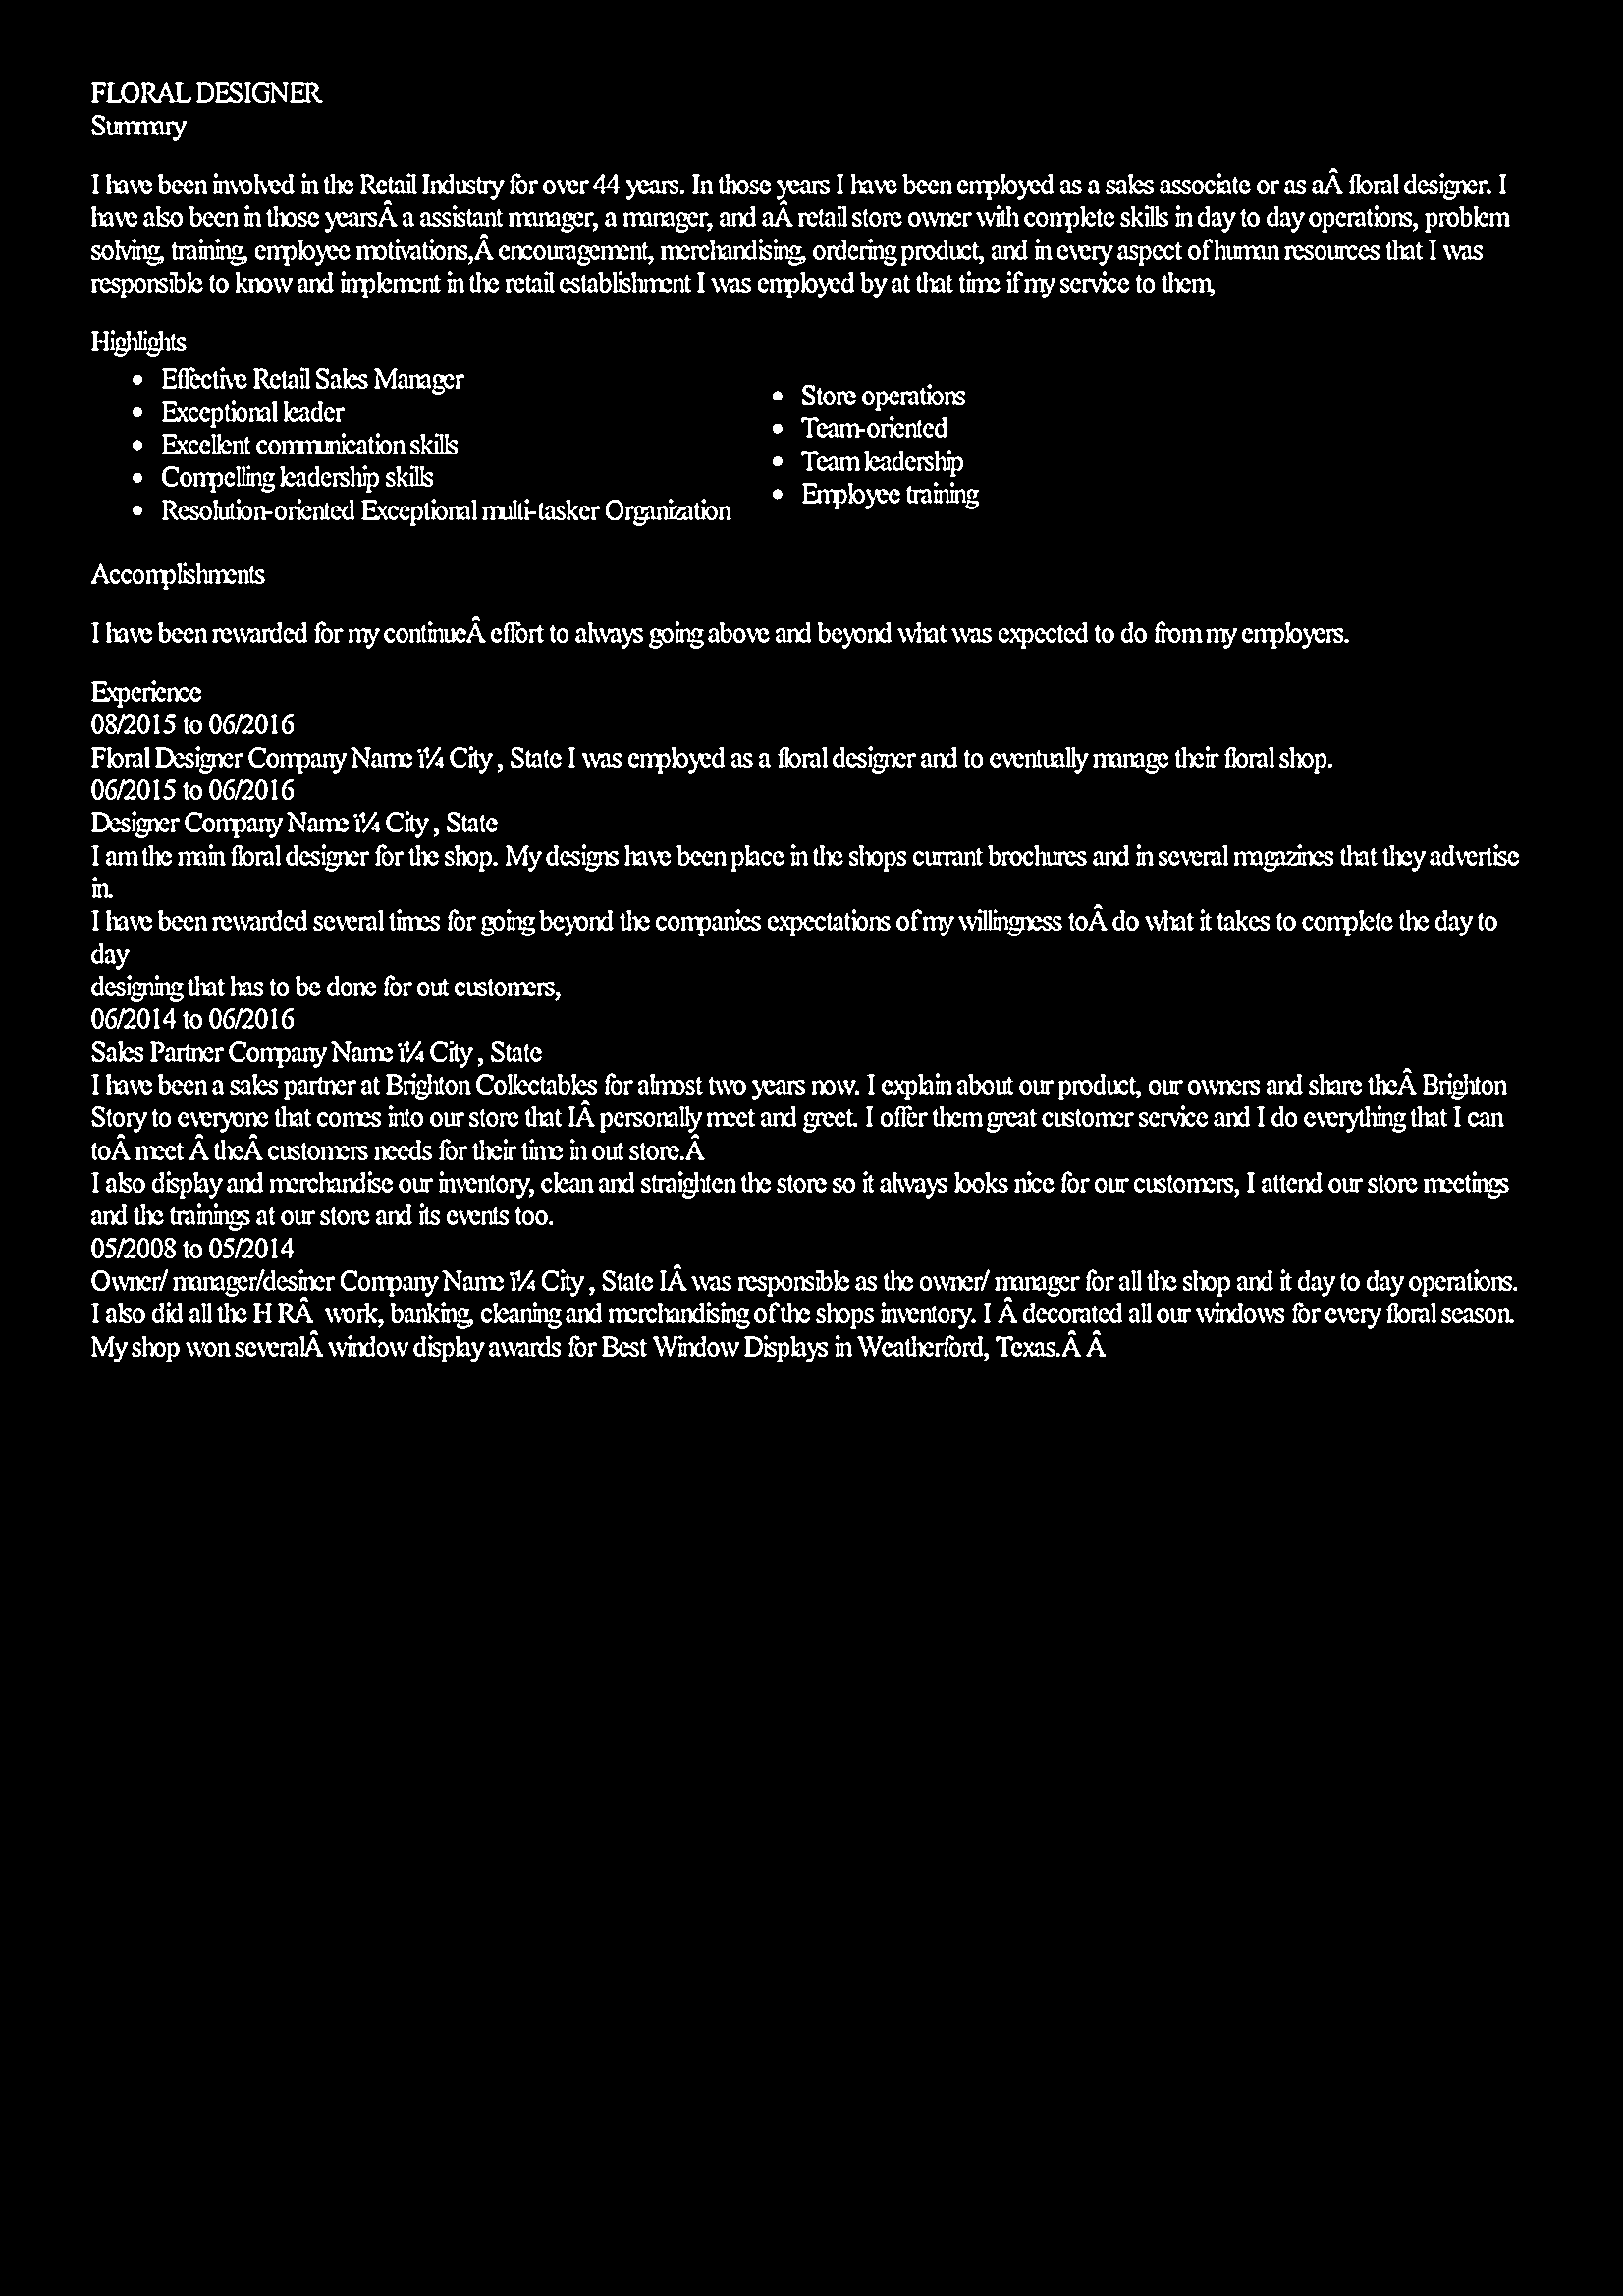 FLORAL DESIGNER
Summary
I have been involved in the Retail Industry for over 44 years. In those years I have been employed as a sales associate or as aÂ floral designer. I
have also been in those yearsÂ a assistant manager, a manager, and aÂ retail store owner with complete skills in day to day operations, problem
solving, training, employee motivations,Â encouragement, merchandising, ordering product, and in every aspect of human resources that I was
responsible to know and implement in the retail establishment I was employed by at that time if my service to them,
Highlights
• Effective Retail Sales Manager
• Exceptional leader
• Excellent communication skills
• Compelling leadership skills
• Resolution-oriented Exceptional multi-tasker Organization
• Store operations
• Team-oriented
• Team leadership
• Employee training
Accomplishments
I have been rewarded for my continueÂ effort to always going above and beyond what was expected to do from my employers.
Experience
08/2015 to 06/2016
Floral Designer Company Name ï¼ City , State I was employed as a floral designer and to eventually manage their floral shop.
06/2015 to 06/2016
Designer Company Name ï¼ City , State
I am the main floral designer for the shop. My designs have been place in the shops currant brochures and in several magazines that they advertise
in.
I have been rewarded several times for going beyond the companies expectations of my willingness toÂ do what it takes to complete the day to
day
designing that has to be done for out customers,
06/2014 to 06/2016
Sales Partner Company Name ï¼ City , State
I have been a sales partner at Brighton Collectables for almost two years now. I explain about our product, our owners and share theÂ Brighton
Story to everyone that comes into our store that IÂ personally meet and greet. I offer them great customer service and I do everything that I can
toÂ meet Â theÂ customers needs for their time in out store.Â
I also display and merchandise our inventory, clean and straighten the store so it always looks nice for our customers, I attend our store meetings
and the trainings at our store and its events too.
05/2008 to 05/2014
Owner/ manager/desiner Company Name ï¼ City , State IÂ was responsible as the owner/ manager for all the shop and it day to day operations.
I also did all the H RÂ  work, banking, cleaning and merchandising of the shops inventory. I Â decorated all our windows for every floral season.
My shop won severalÂ window display awards for Best Window Displays in Weatherford, Texas.Â Â